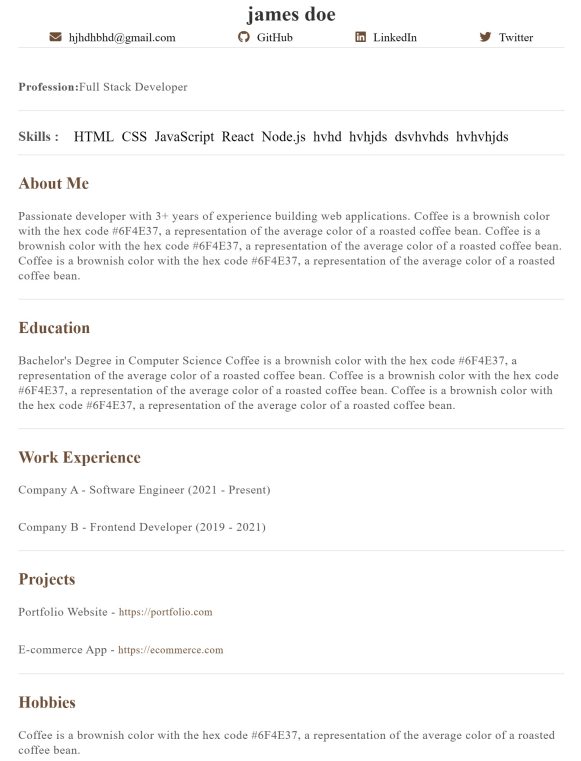 james doe
hjhdhbhd@gmail.com GitHub LinkedIn Twitter
Profession:Full Stack Developer
Skills : HTML CSS JavaScript React Node.js hvhd hvhjds dsvhvhds hvhvhjds
About Me
Passionate developer with 3+ years of experience building web applications. Coffee is a brownish color
with the hex code #6F4E37, a representation of the average color of a roasted coffee bean. Coffee is a
brownish color with the hex code #6F4E37, a representation of the average color of a roasted coffee bean.
Coffee is a brownish color with the hex code #6F4E37, a representation of the average color of a roasted
coffee bean.
Education
Bachelor's Degree in Computer Science Coffee is a brownish color with the hex code #6F4E37, a
representation of the average color of a roasted coffee bean. Coffee is a brownish color with the hex code
#6F4E37, a representation of the average color of a roasted coffee bean. Coffee is a brownish color with
the hex code #6F4E37, a representation of the average color of a roasted coffee bean.
Work Experience
Company A - Software Engineer (2021 - Present)
Company B - Frontend Developer (2019 - 2021)
Projects
Portfolio Website - https://portfolio.com
E-commerce App - https://ecommerce.com
Hobbies
Coffee is a brownish color with the hex code #6F4E37, a representation of the average color of a roasted
coffee bean.